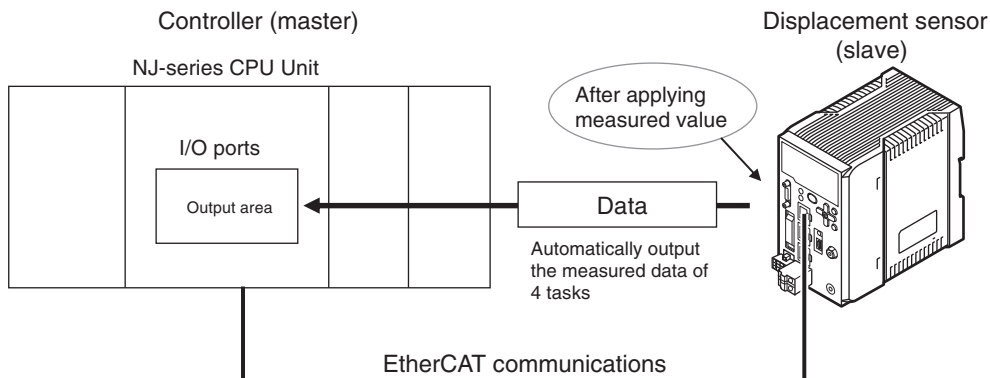 Controller (master)
Displacement sensor
(slave)
NJ-series CPU Unit
After applying
measured value
I/O ports
Output area
Data
Automatically output
the measured data of
4 tasks
EtherCAT communications